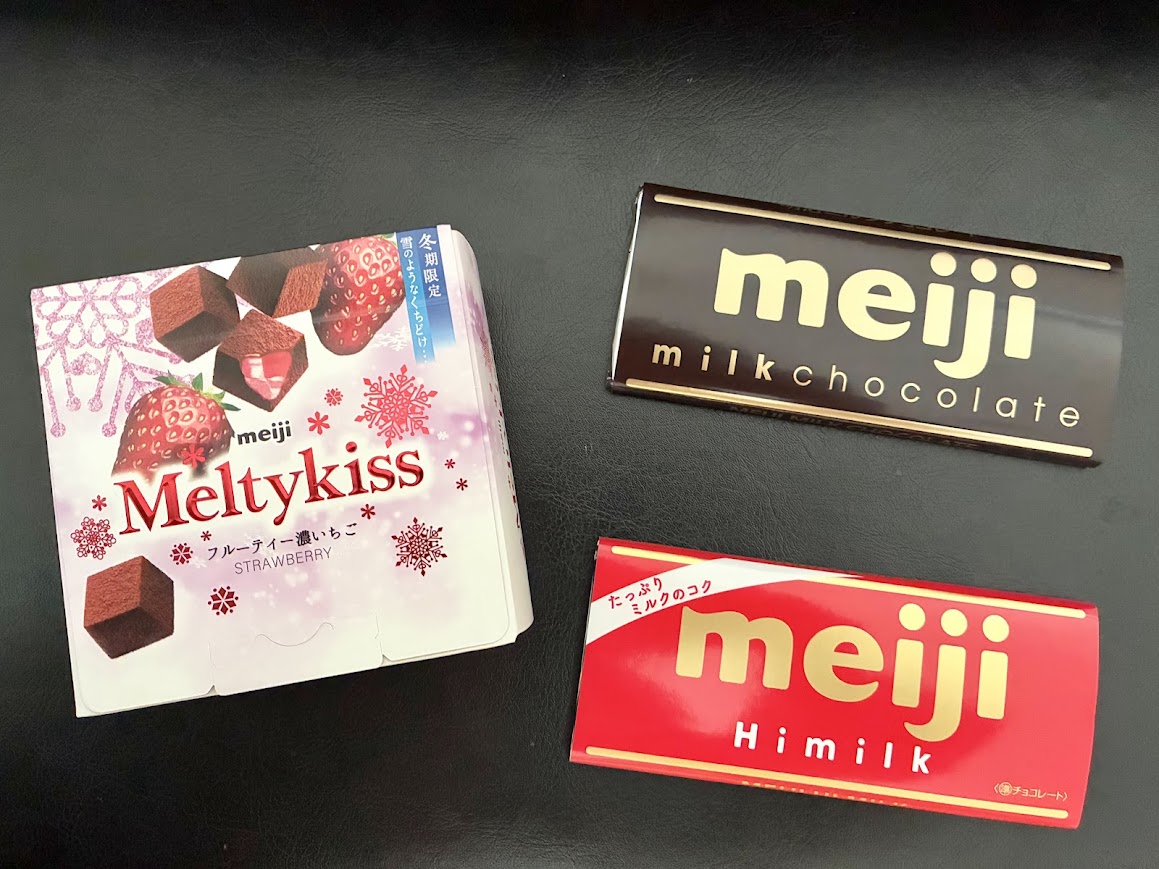 冬期限定
雪のようなくちどけ…
meiji
Meltykiss
フルーティー濃いちご
STRAWBERRY
meiji
milkchocolate
たっぷり
ミルクのコク
meiji
Himilk
〈準チョコレート〉